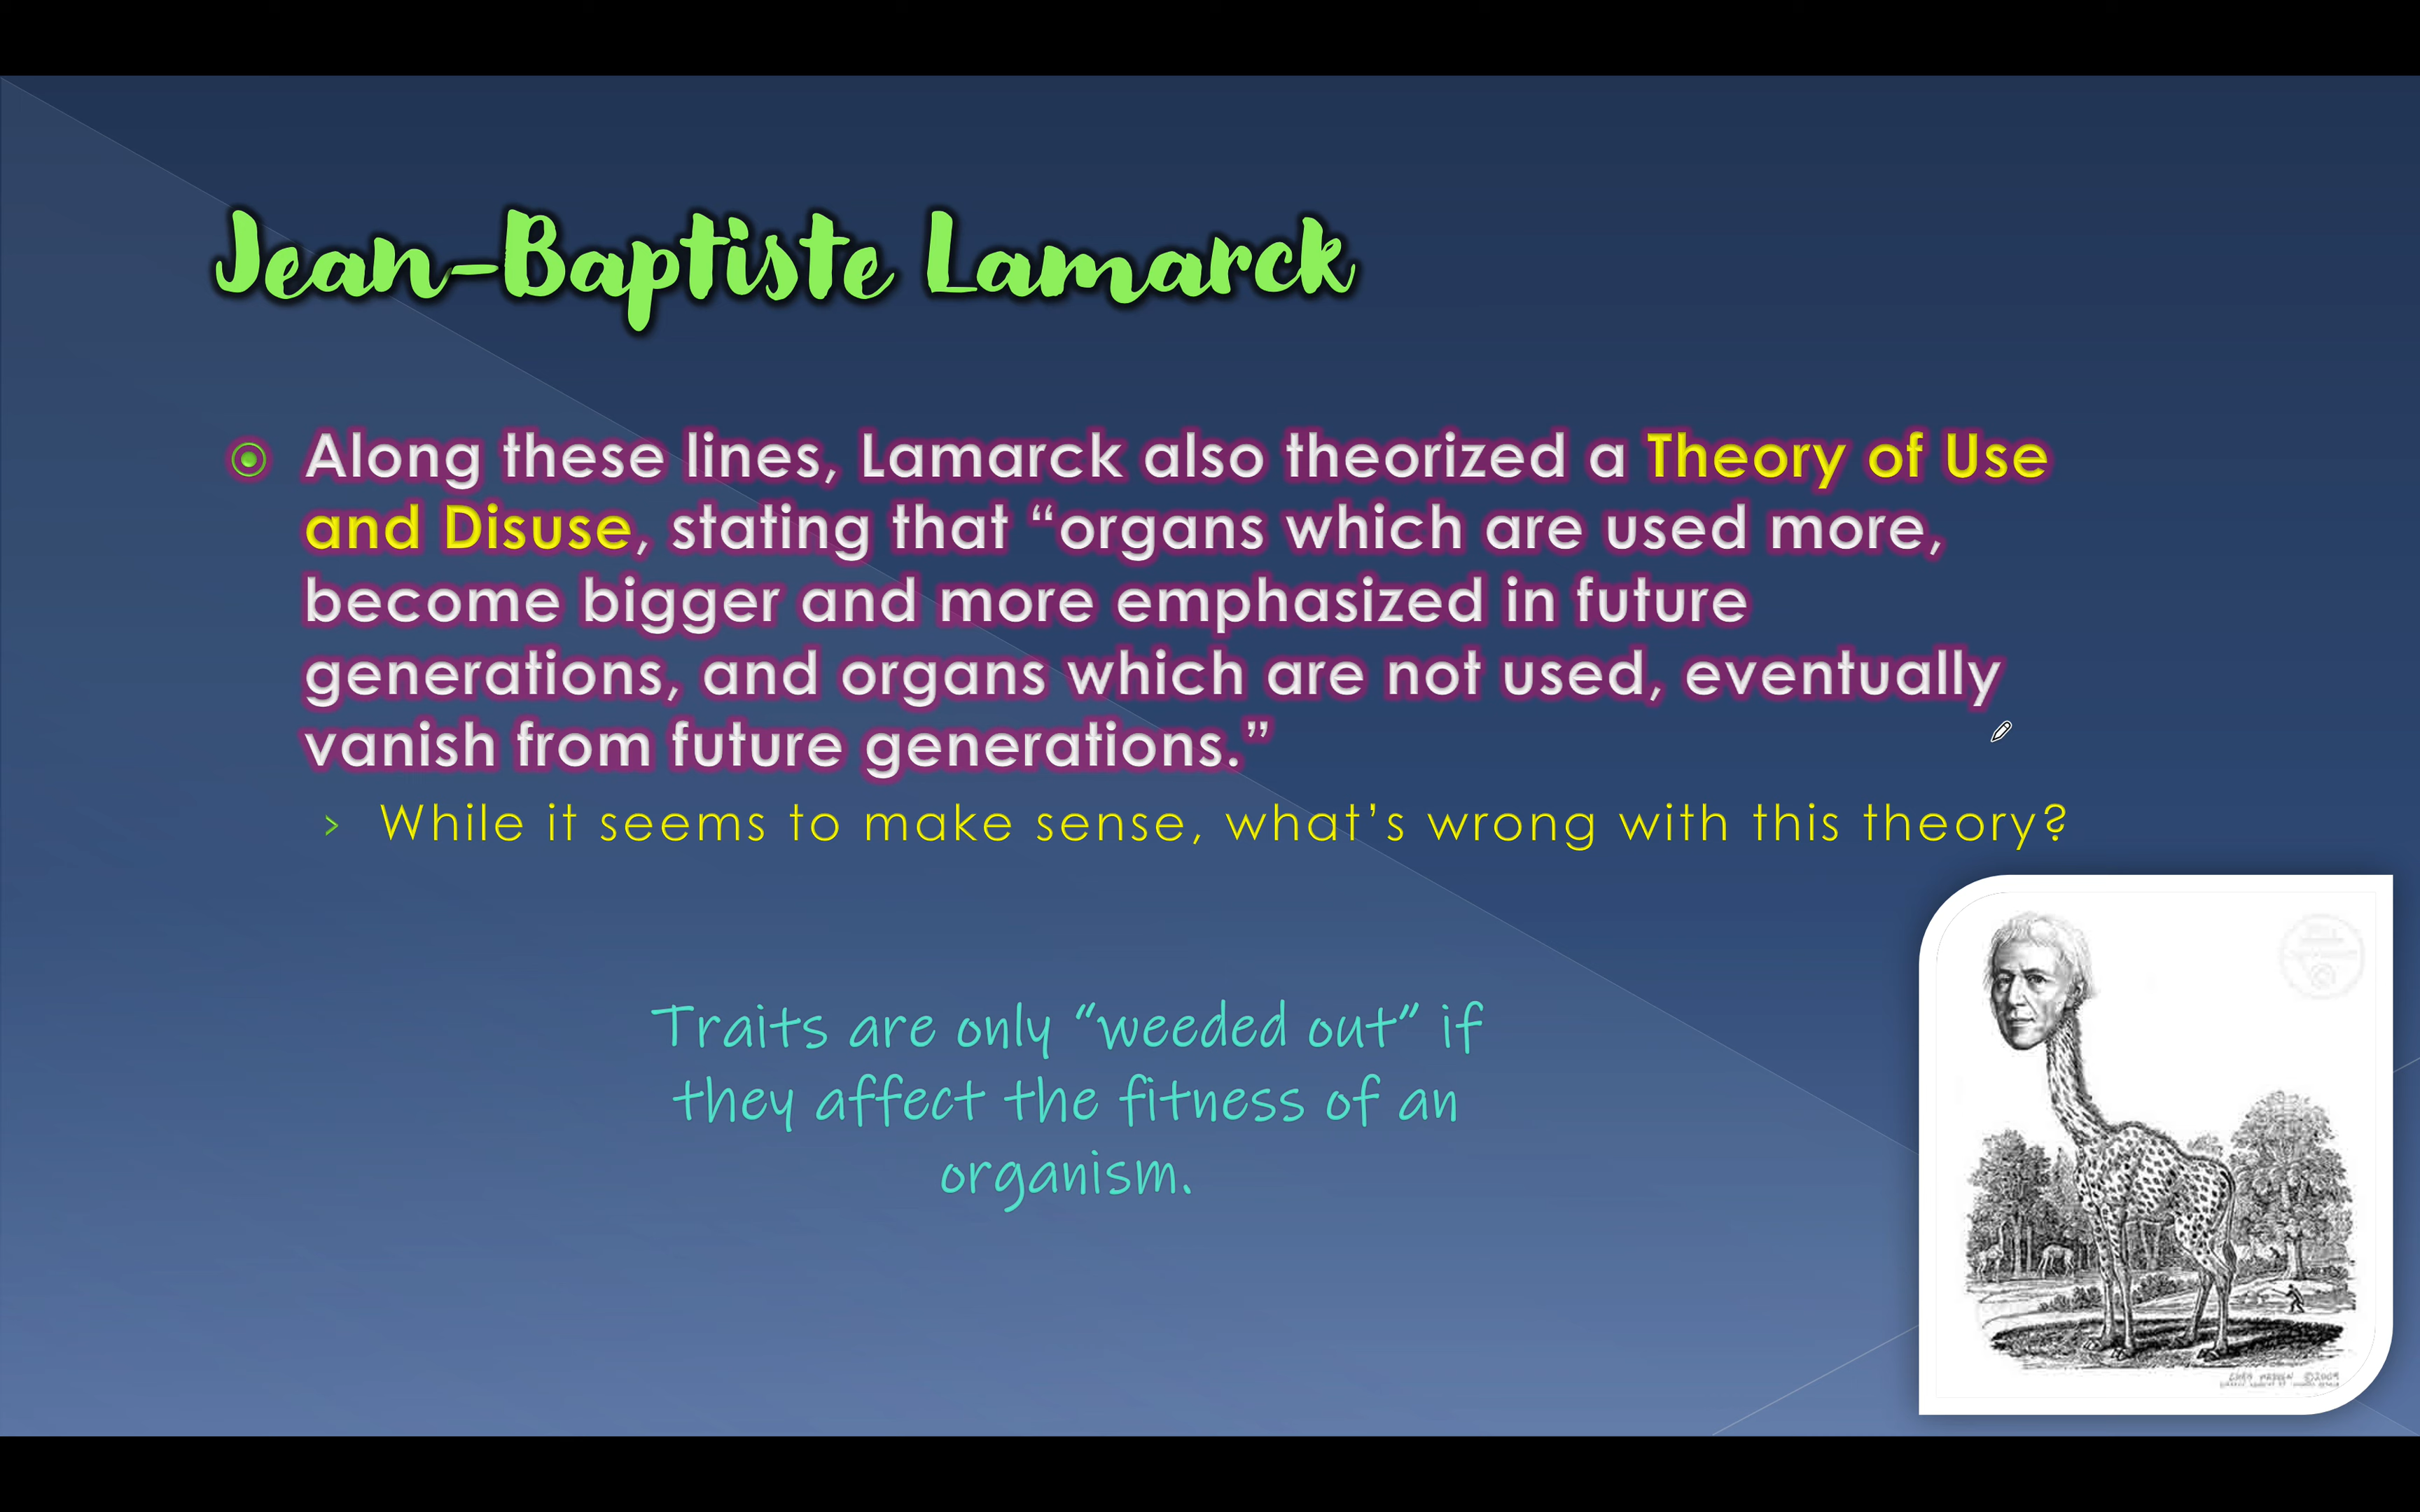 Jean-Baptiste Lamarck
Along these lines, Lamarck also theorized a Theory of Use
and Disuse, stating that “organs which are used more,
become bigger and more emphasized in future
generations, and organs which are not used, eventually
vanish from future generations.”
While it seems to make sense, what’s wrong with this theory?
Traits are only “weeded out” if
they affect the fitness of an
organism.
©2009